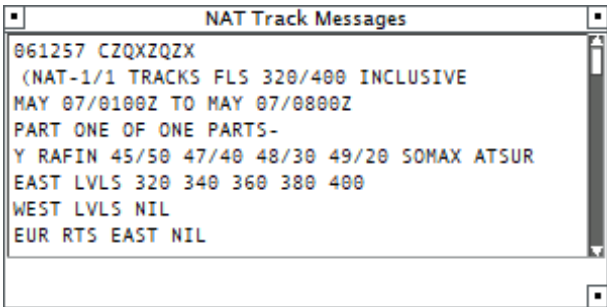 NAT Track Messages
061257 CZQXZQZX
(NAT-1/1 TRACKS FLS 320/400 INCLUSIVE
MAY 07/0100Z TO MAY 07/0800Z
PART ONE OF ONE PARTS-
Y RAFIN 45/50 47/40 48/30 49/20 SOMAX ATSUR
EAST LVLS 320 340 360 380 400
WEST LVLS NIL
EUR RTS EAST NIL